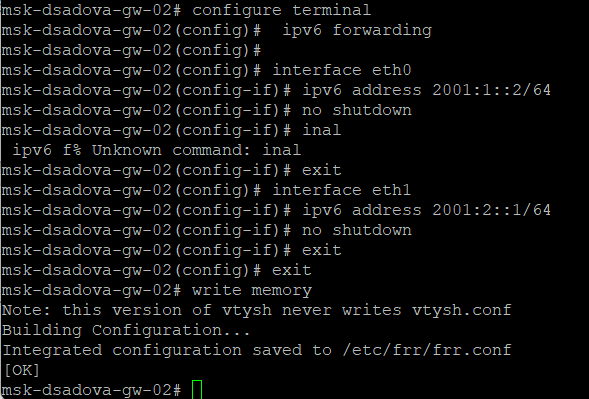 msk-dsadova-gw-02# configure terminal
msk-dsadova-gw-02(config)#  ipv6 forwarding
msk-dsadova-gw-02(config)#
msk-dsadova-gw-02(config)# interface eth0
msk-dsadova-gw-02(config-if)# ipv6 address 2001:1::2/64
msk-dsadova-gw-02(config-if)# no shutdown
msk-dsadova-gw-02(config-if)# inal
 ipv6 f% Unknown command: inal
msk-dsadova-gw-02(config-if)# exit
msk-dsadova-gw-02(config)# interface eth1
msk-dsadova-gw-02(config-if)# ipv6 address 2001:2::1/64
msk-dsadova-gw-02(config-if)# no shutdown
msk-dsadova-gw-02(config-if)# exit
msk-dsadova-gw-02(config)# exit
msk-dsadova-gw-02# write memory
Note: this version of vtysh never writes vtysh.conf
Building Configuration...
Integrated configuration saved to /etc/frr/frr.conf
[OK]
msk-dsadova-gw-02#